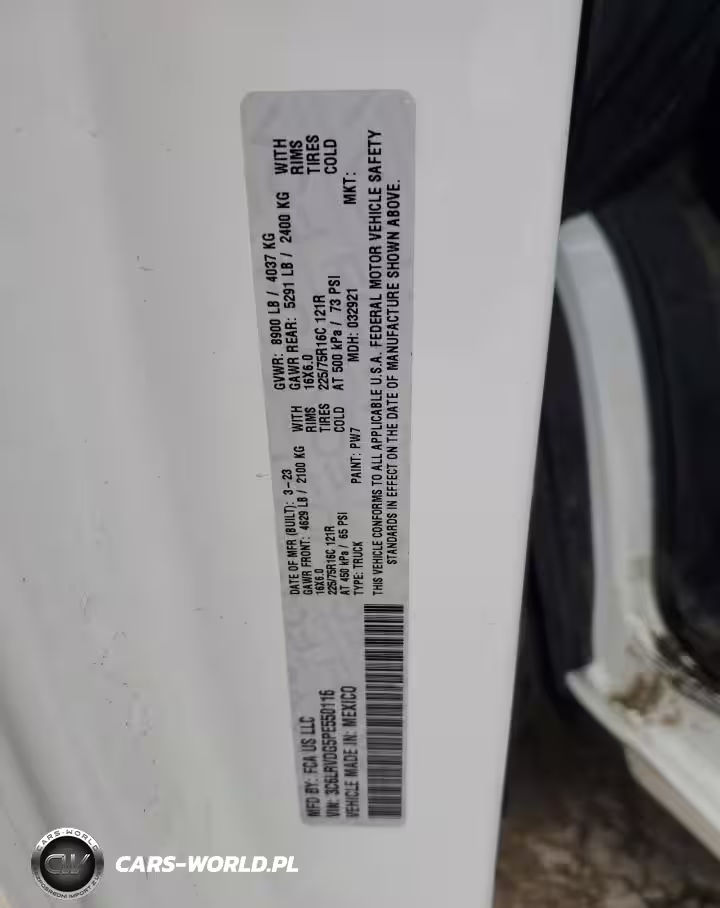 MFD BY: FCA US LLC
VIN: 3C6LRVDG5PE550116
VEHICLE MADE IN: MEXICO
DATE OF MFR (BUILT): 3-23
GAWR FRONT: 4629 LB / 2100 KG WITH
16X6.0 RIMS
225/75R16C 121R TIRES
AT 450 kPa / 65 PSI COLD
TYPE: TRUCK PAINT: PW7
GVWR: 8900 LB / 4037 KG
GAWR REAR: 5291 LB / 2400 KG WITH
16X6.0 RIMS
225/75R16C 121R TIRES
AT 500 kPa / 73 PSI COLD
MDH: 032921 MKT:
THIS VEHICLE CONFORMS TO ALL APPLICABLE U.S.A. FEDERAL MOTOR VEHICLE SAFETY
STANDARDS IN EFFECT ON THE DATE OF MANUFACTURE SHOWN ABOVE.
CARS-WORLD
CARS-WORLD.PL